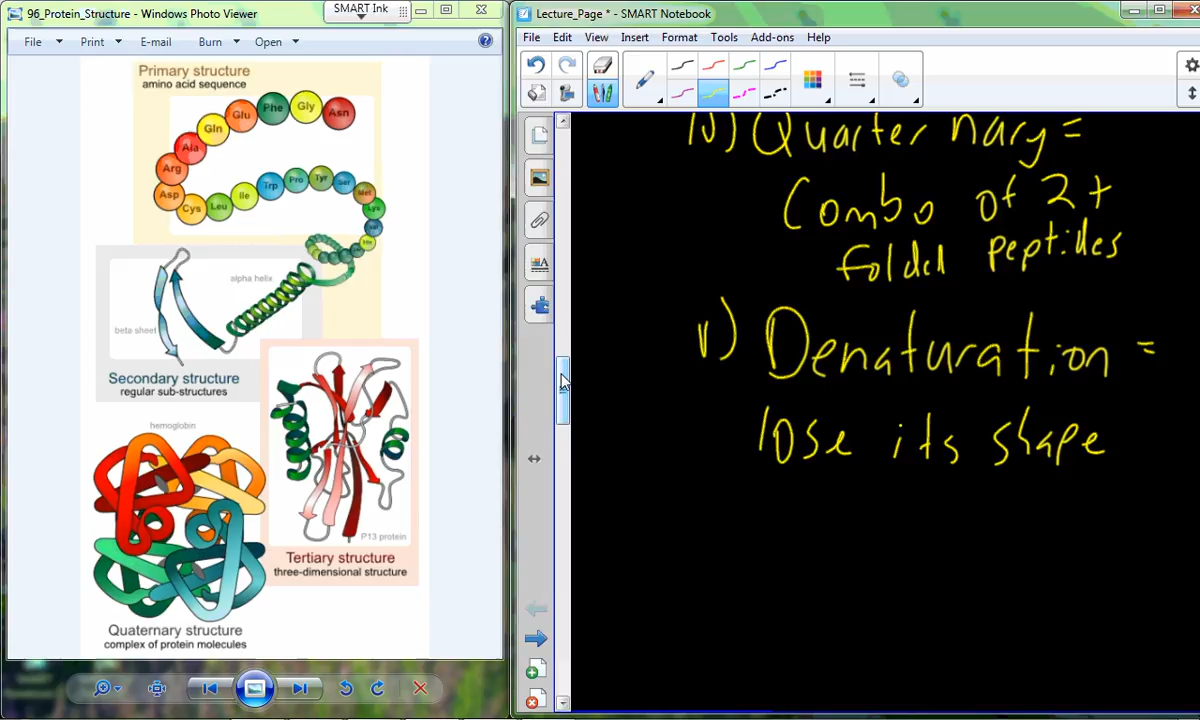 96_Protein_Structure - Windows Photo Viewer
SMART Ink
File Print E-mail Burn Open
Primary structure
amino acid sequence
Asn
Gly
Phe
Glu
Gln
Ala
Arg
Asp
Cys
Leu
Ile
Trp
Pro
Tyr
Ser
Met
Lys
Val
His
alpha helix
beta sheet
Secondary structure
regular sub-structures
hemoglobin
P13 protein
Tertiary structure
three-dimensional structure
Quaternary structure
complex of protein molecules
Lecture_Page * - SMART Notebook
File Edit View Insert Format Tools Add-ons Help
IV) Quarter nary =
Combo of 2 +
folded peptides
V) Denaturation =
lose its shape